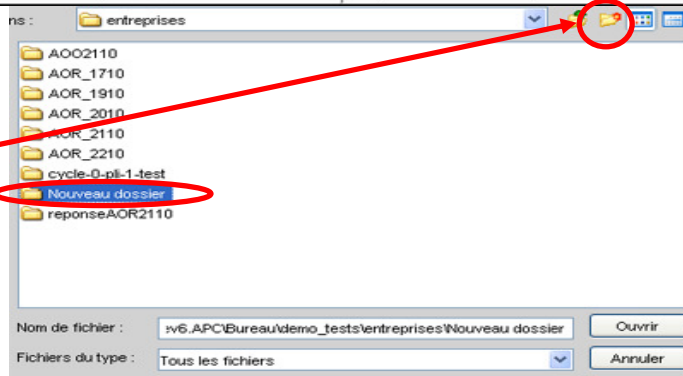 ns :
entreprises
AOO2110
AOR_1710
AOR_1910
AOR_2010
AOR_2110
AOR_2210
cycle-0-pli-1-test
Nouveau dossier
reponseAOR2110
Nom de fichier : v6.APC\Bureau\demo_tests\entreprises\Nouveau dossier Ouvrir
Fichiers du type : Tous les fichiers Annuler